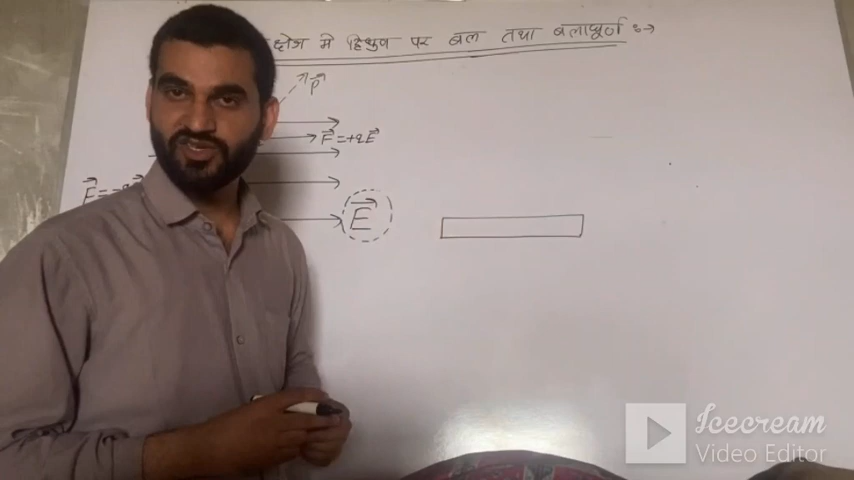 क्षेत्र में द्विध्रुव पर बल तथा बलाघूर्ण :→
P
F = +qE
F = -q
E
Icecream
Video Editor